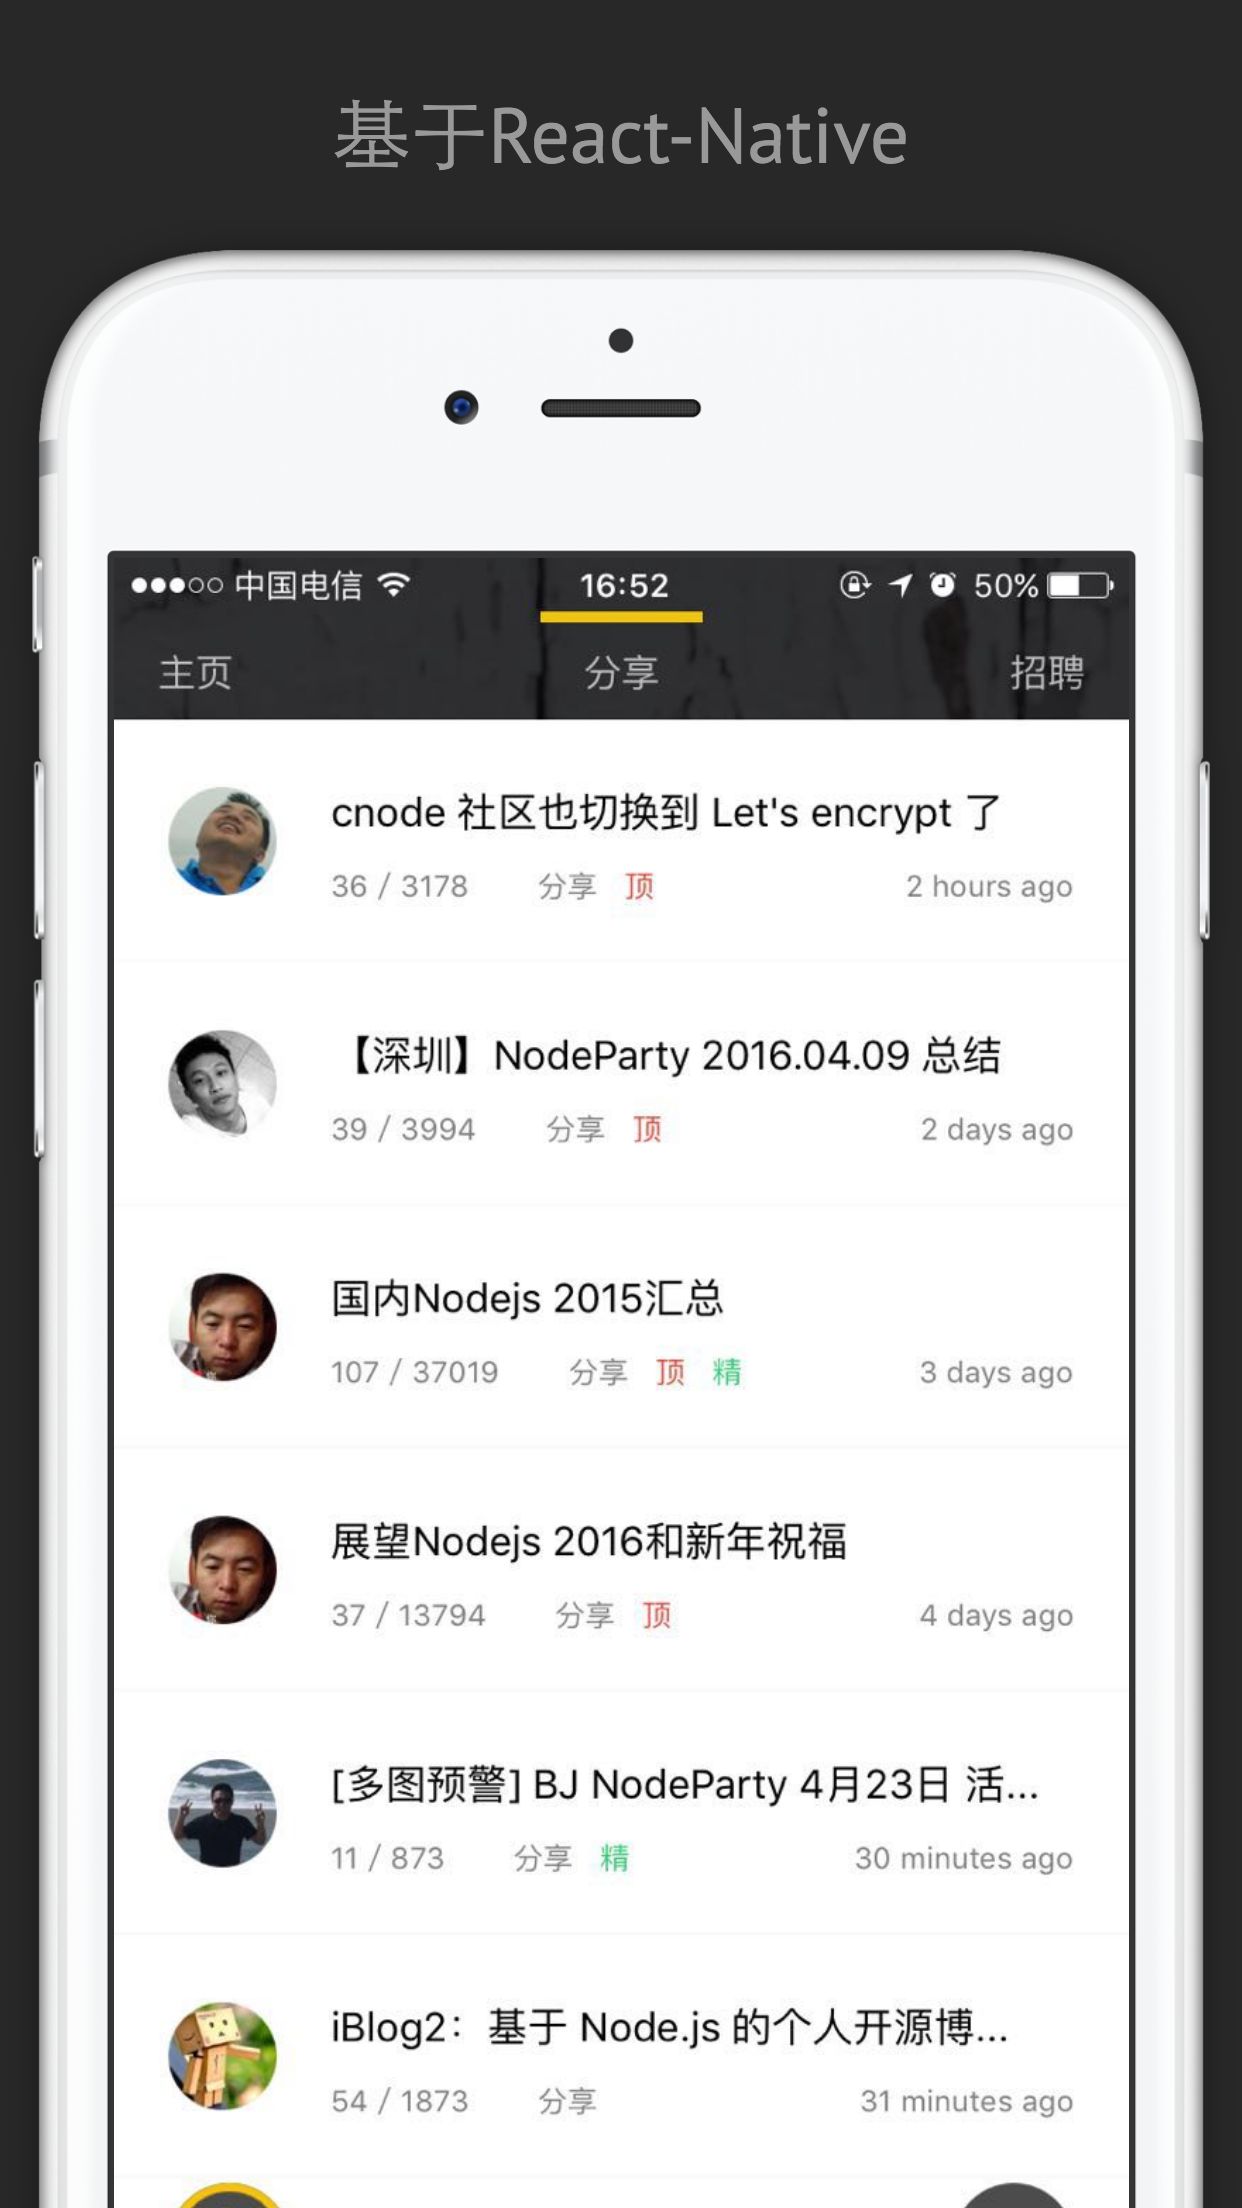 基于React-Native
中国电信 16:52 50%
主页 分享 招聘
cnode 社区也切换到 Let's encrypt 了
36 / 3178 分享 顶 2 hours ago
【深圳】NodeParty 2016.04.09 总结
39 / 3994 分享 顶 2 days ago
国内Nodejs 2015汇总
107 / 37019 分享 顶 精 3 days ago
展望Nodejs 2016和新年祝福
37 / 13794 分享 顶 4 days ago
[多图预警] BJ NodeParty 4月23日 活...
11 / 873 分享 精 30 minutes ago
iBlog2：基于 Node.js 的个人开源博...
54 / 1873 分享 31 minutes ago